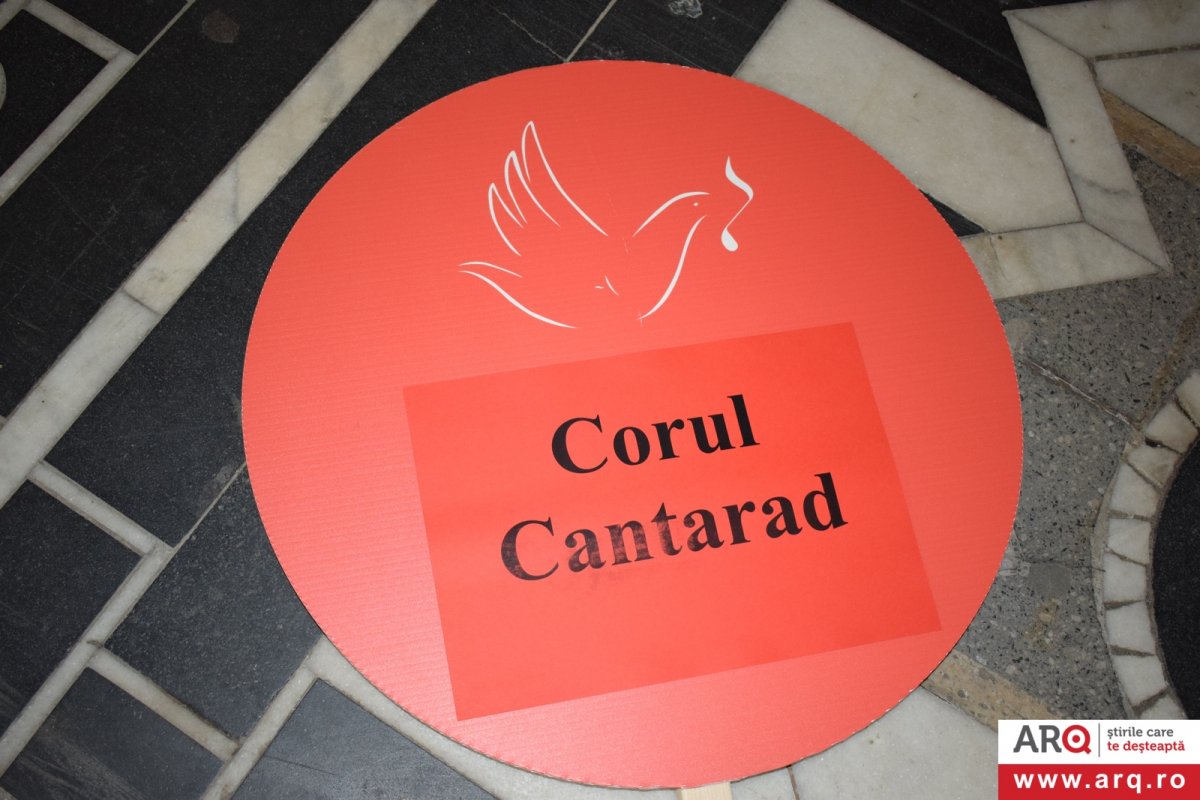 Corul
Cantarad
ARQ
știrile care
te deșteaptă
www.arq.ro